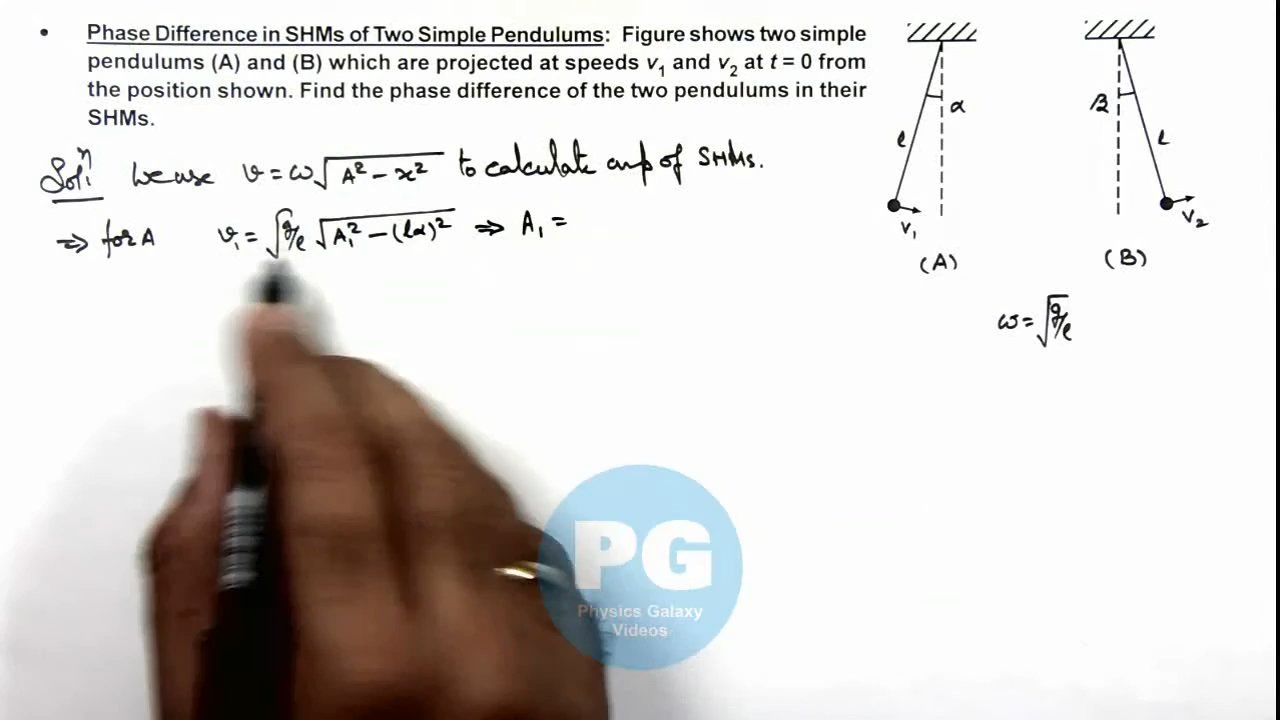 • Phase Difference in SHMs of Two Simple Pendulums: Figure shows two simple
pendulums (A) and (B) which are projected at speeds v₁ and v₂ at t = 0 from
the position shown. Find the phase difference of the two pendulums in their
SHMs.
Solⁿ: we use v = ω√(A² − x²) to calculate amp of SHMs.
⇒ for A v₁ = √(g/l) √(A₁² − (lα)²) ⇒ A₁ =
α
l
v₁
(A)
β
l
v₂
(B)
ω = √(g/l)
PG
Physics Galaxy
Videos